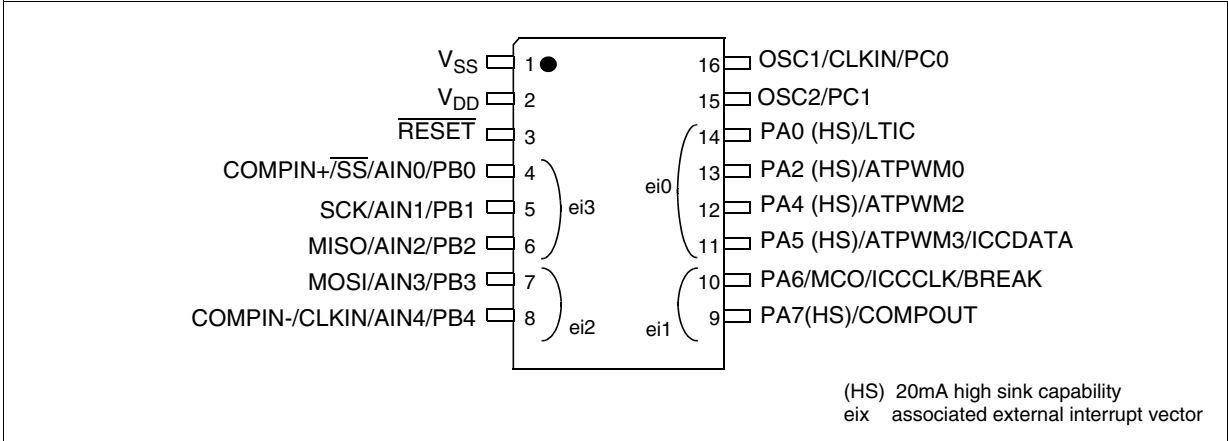 VSS 1 16 OSC1/CLKIN/PC0
VDD 2 15 OSC2/PC1
RESET 3 14 PA0 (HS)/LTIC
COMPIN+/SS/AIN0/PB0 4 13 PA2 (HS)/ATPWM0
ei3 ei0
SCK/AIN1/PB1 5 12 PA4 (HS)/ATPWM2
MISO/AIN2/PB2 6 11 PA5 (HS)/ATPWM3/ICCDATA
MOSI/AIN3/PB3 7 10 PA6/MCO/ICCCLK/BREAK
COMPIN-/CLKIN/AIN4/PB4 8 9 PA7(HS)/COMPOUT
ei2 ei1
(HS) 20mA high sink capability
eix associated external interrupt vector